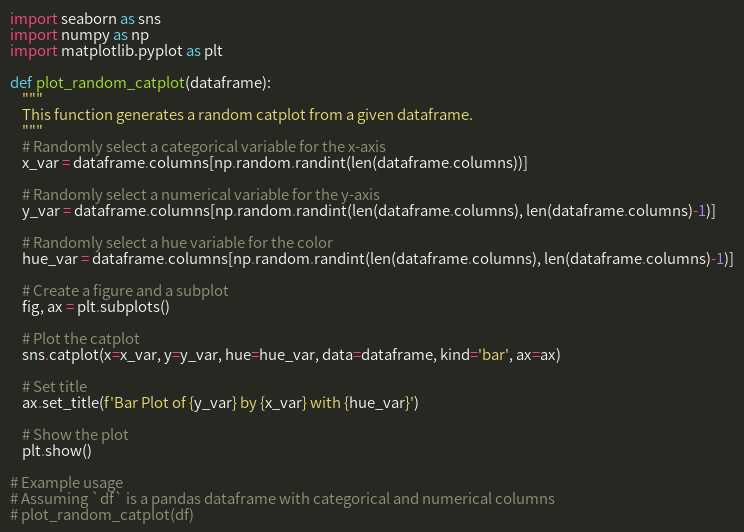 import seaborn as sns
import numpy as np
import matplotlib.pyplot as plt

def plot_random_catplot(dataframe):
    """
    This function generates a random catplot from a given dataframe.
    """
    # Randomly select a categorical variable for the x-axis
    x_var = dataframe.columns[np.random.randint(len(dataframe.columns))]

    # Randomly select a numerical variable for the y-axis
    y_var = dataframe.columns[np.random.randint(len(dataframe.columns), len(dataframe.columns)-1)]

    # Randomly select a hue variable for the color
    hue_var = dataframe.columns[np.random.randint(len(dataframe.columns), len(dataframe.columns)-1)]

    # Create a figure and a subplot
    fig, ax = plt.subplots()

    # Plot the catplot
    sns.catplot(x=x_var, y=y_var, hue=hue_var, data=dataframe, kind='bar', ax=ax)

    # Set title
    ax.set_title(f'Bar Plot of {y_var} by {x_var} with {hue_var}')

    # Show the plot
    plt.show()

# Example usage
# Assuming `df` is a pandas dataframe with categorical and numerical columns
# plot_random_catplot(df)